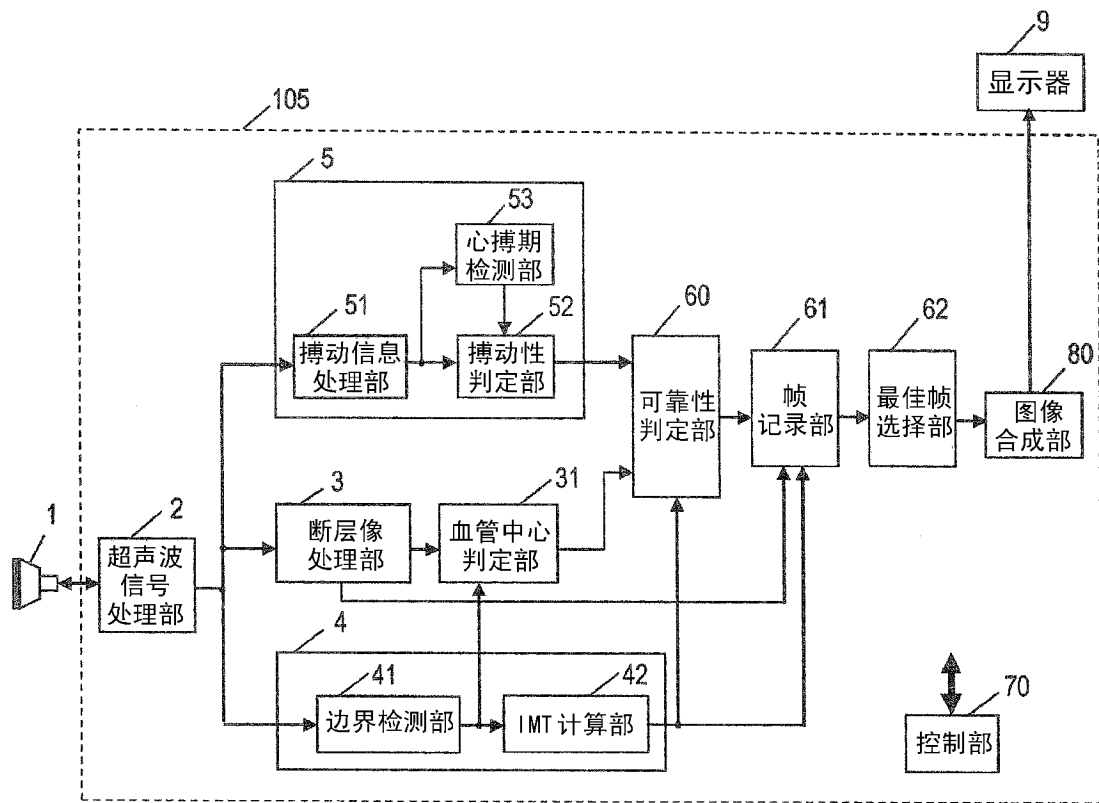 9
显示器
105
5
53
心搏期
检测部
51
搏动信息
处理部
52
搏动性
判定部
60
可靠性
判定部
61
帧
记录部
62
最佳帧
选择部
80
图像
合成部
1
2
超声波
信号
处理部
3
断层像
处理部
31
血管中心
判定部
4
41
边界检测部
42
IMT 计算部
70
控制部